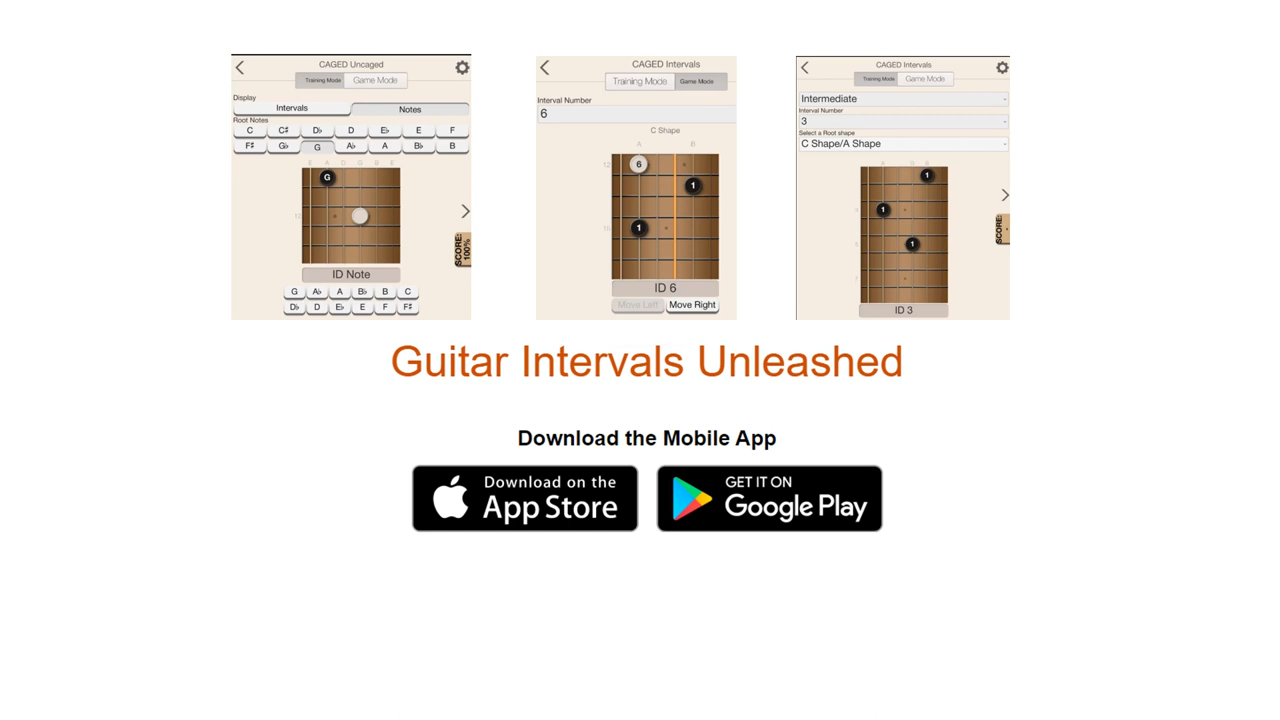 CAGED Uncaged
Training Mode Game Mode
Display
Intervals Notes
Root Notes
C C♯ D♭ D E♭ E F
F♯ G♭ G A♭ A B♭ B
E A D G B E
G
12
SCORE: 100%
ID Note
G A♭ A B♭ B C
D♭ D E♭ E F F♯
CAGED Intervals
Training Mode Game Mode
Interval Number
6
C Shape
A B
12
6
1
1
15
ID 6
Move Left Move Right
CAGED Intervals
Training Mode Game Mode
Intermediate
Interval Number
3
Select a Root shape
C Shape/A Shape
A G B
1
1
1
SCORE: -
ID 3
Guitar Intervals Unleashed
Download the Mobile App
Download on the
App Store
GET IT ON
Google Play